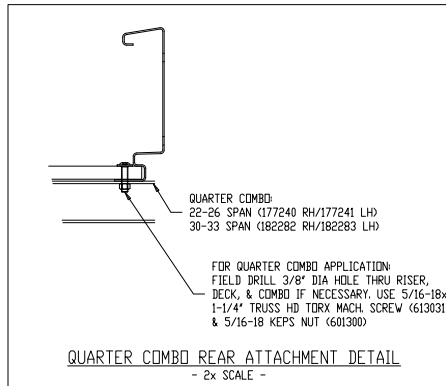 QUARTER COMBO:
22-26 SPAN (177240 RH/177241 LH)
30-33 SPAN (182282 RH/182283 LH)
FOR QUARTER COMBO APPLICATION:
FIELD DRILL 3/8" DIA HOLE THRU RISER,
DECK, & COMBO IF NECESSARY. USE 5/16-18x
1-1/4" TRUSS HD TORX MACH. SCREW (613031)
& 5/16-18 KEPS NUT (601300)
QUARTER COMBO REAR ATTACHMENT DETAIL
- 2x SCALE -